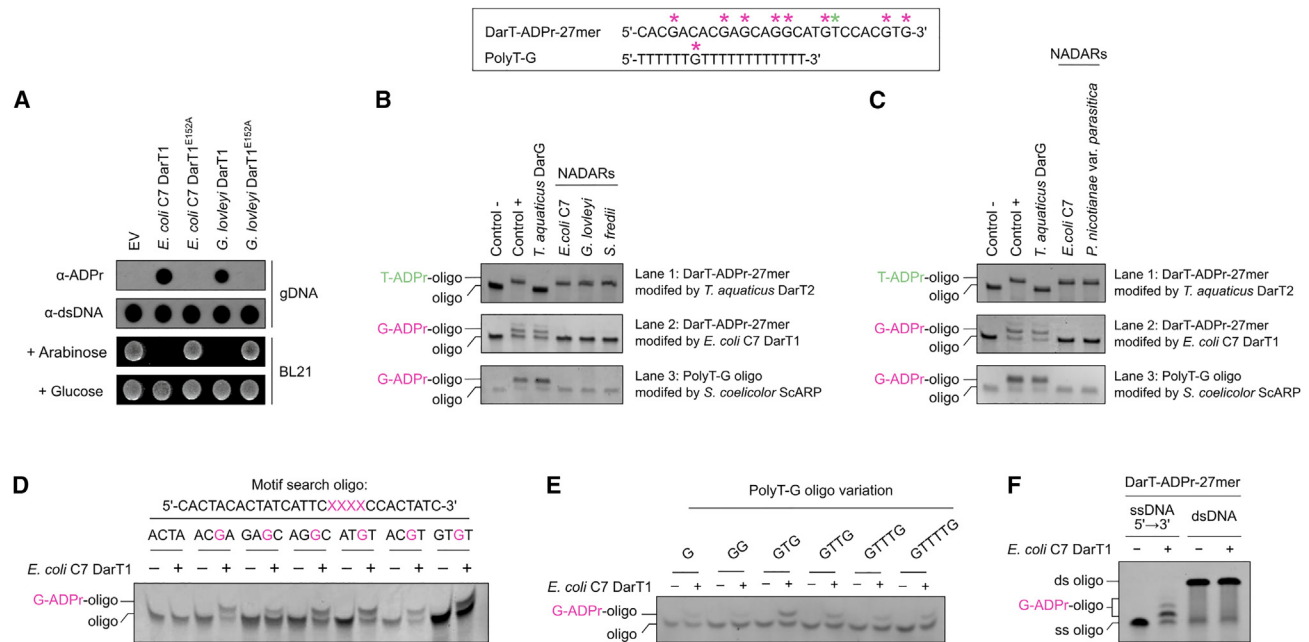 * * * * * * * * *
DarT-ADPr-27mer 5'-CACGACACGAGCAGGCATGTCCACGTG-3'
*
PolyT-G 5'-TTTTTTGTTTTTTTTTTTT-3'
A
EV
E. coli C7 DarT1
E. coli C7 DarT1E152A
G. lovleyi DarT1
G. lovleyi DarT1E152A
α-ADPr
α-dsDNA
gDNA
+ Arabinose
+ Glucose
BL21
B
NADARs
Control -
Control +
T. aquaticus DarG
E.coli C7
G. lovleyi
S. fredii
T-ADPr-oligo
oligo
Lane 1: DarT-ADPr-27mer
modifed by T. aquaticus DarT2
G-ADPr-oligo
oligo
Lane 2: DarT-ADPr-27mer
modified by E. coli C7 DarT1
G-ADPr-oligo
oligo
Lane 3: PolyT-G oligo
modifed by S. coelicolor ScARP
C
NADARs
Control -
Control +
T. aquaticus DarG
E.coli C7
P. nicotianae var. parasitica
T-ADPr-oligo
oligo
Lane 1: DarT-ADPr-27mer
modifed by T. aquaticus DarT2
G-ADPr-oligo
oligo
Lane 2: DarT-ADPr-27mer
modifed by E. coli C7 DarT1
G-ADPr-oligo
oligo
Lane 3: PolyT-G oligo
modifed by S. coelicolor ScARP
D
Motif search oligo:
5'-CACTACACTATCATTCXXXXCCACTATC-3'
ACTA ACGA GAGC AGGC ATGT ACGT GTGT
E. coli C7 DarT1 – + – + – + – + – + – + – +
G-ADPr-oligo
oligo
E
PolyT-G oligo variation
G GG GTG GTTG GTTTG GTTTTG
E. coli C7 DarT1 – + – + – + – + – + – +
G-ADPr-oligo
oligo
F
DarT-ADPr-27mer
ssDNA dsDNA
5'→3'
E. coli C7 DarT1 – + – +
ds oligo
G-ADPr-oligo
ss oligo